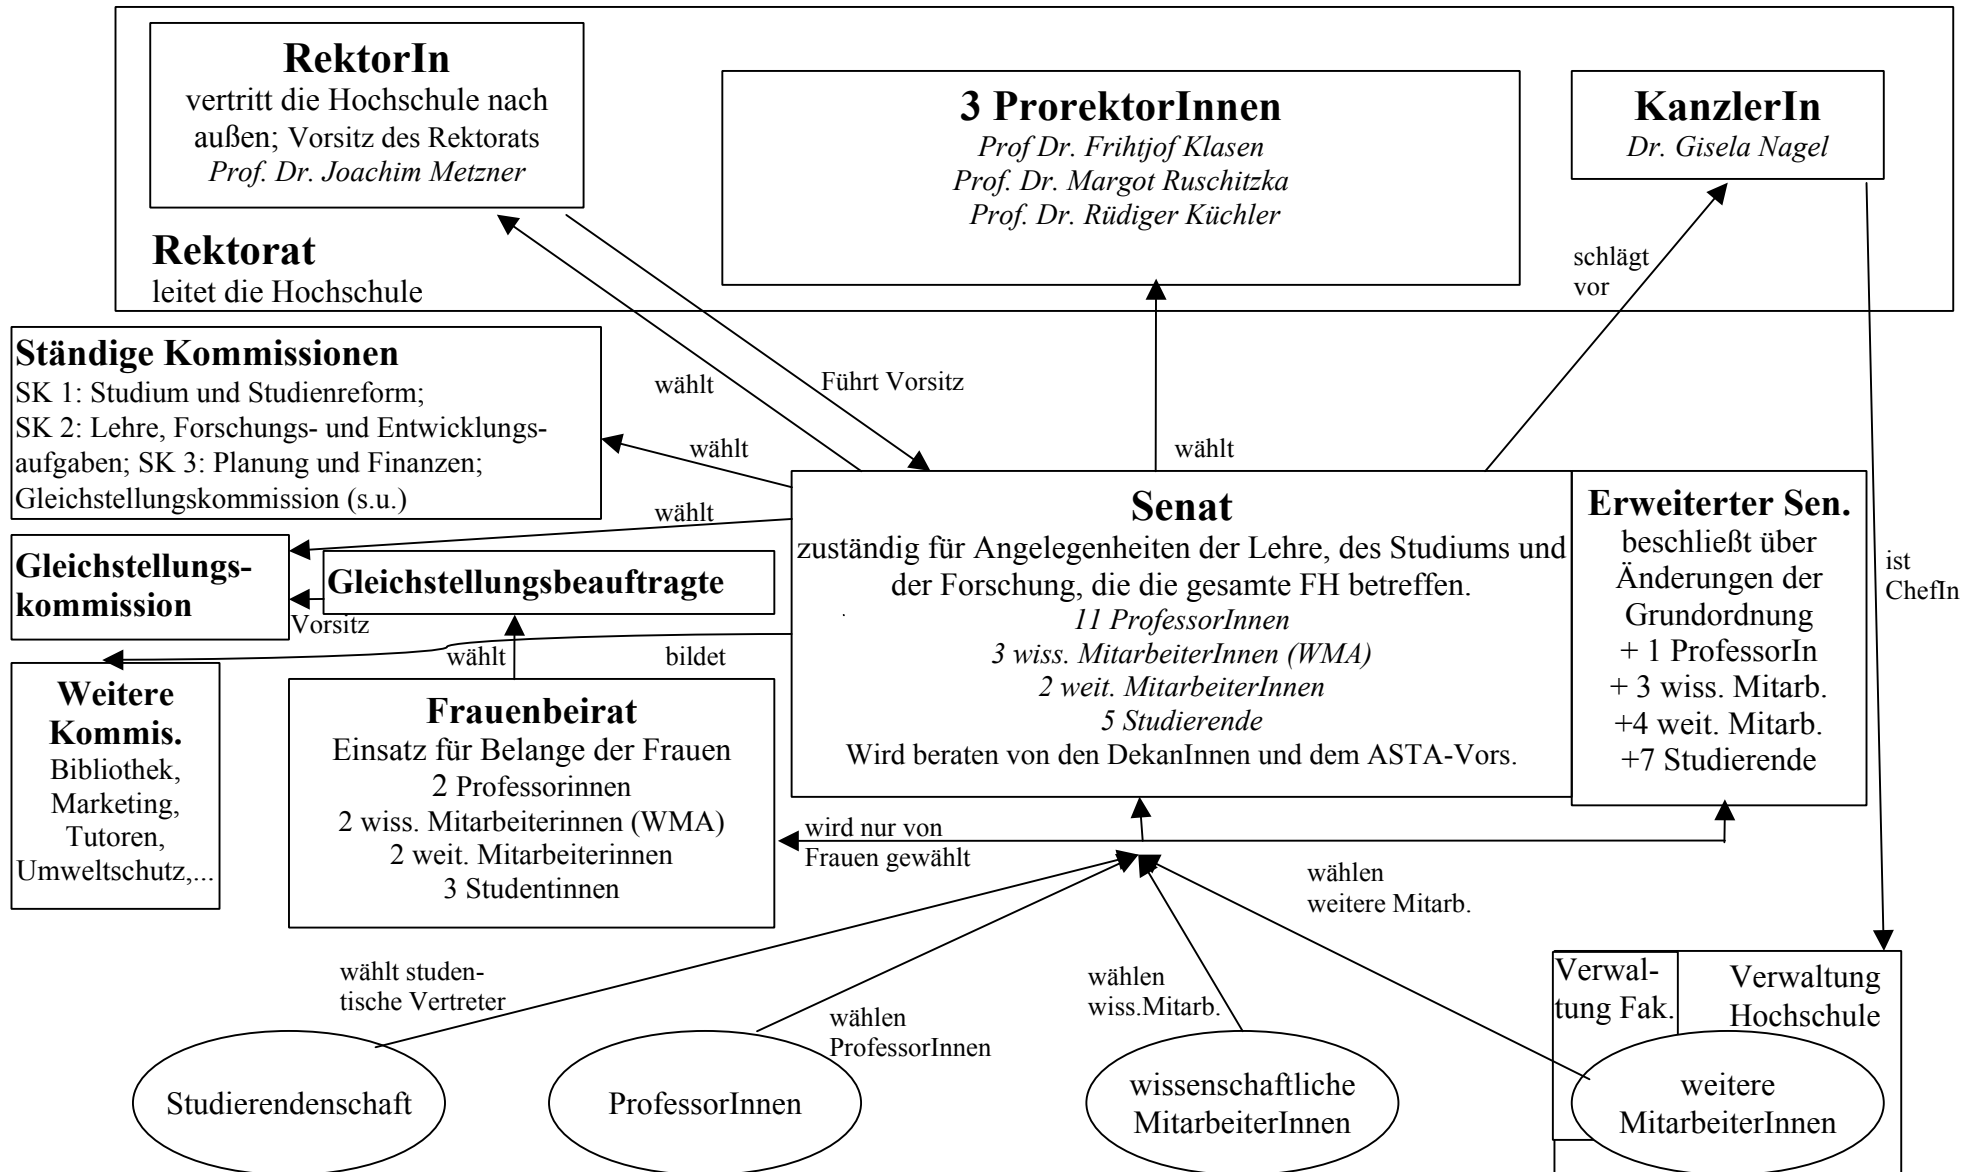 RektorIn
vertritt die Hochschule nach
außen; Vorsitz des Rektorats
Prof. Dr. Joachim Metzner
3 ProrektorInnen
Prof Dr. Frihtjof Klasen
Prof. Dr. Margot Ruschitzka
Prof. Dr. Rüdiger Küchler
KanzlerIn
Dr. Gisela Nagel
Rektorat
leitet die Hochschule
schlägt
vor
Ständige Kommissionen
SK 1: Studium und Studienreform;
SK 2: Lehre, Forschungs- und Entwicklungs-
aufgaben; SK 3: Planung und Finanzen;
Gleichstellungskommission (s.u.)
wählt
Führt Vorsitz
wählt
wählt
wählt
Gleichstellungs-
kommission
Gleichstellungsbeauftragte
Vorsitz
wählt
bildet
Senat
zuständig für Angelegenheiten der Lehre, des Studiums und
der Forschung, die die gesamte FH betreffen.
11 ProfessorInnen
3 wiss. MitarbeiterInnen (WMA)
2 weit. MitarbeiterInnen
5 Studierende
Wird beraten von den DekanInnen und dem ASTA-Vors.
Erweiterter Sen.
beschließt über
Änderungen der
Grundordnung
+ 1 ProfessorIn
+ 3 wiss. Mitarb.
+4 weit. Mitarb.
+7 Studierende
ist
ChefIn
Weitere
Kommis.
Bibliothek,
Marketing,
Tutoren,
Umweltschutz,...
Frauenbeirat
Einsatz für Belange der Frauen
2 Professorinnen
2 wiss. Mitarbeiterinnen (WMA)
2 weit. Mitarbeiterinnen
3 Studentinnen
wird nur von
Frauen gewählt
wählen
weitere Mitarb.
wählt studen-
tische Vertreter
wählen
ProfessorInnen
wählen
wiss.Mitarb.
Verwal-
tung Fak.
Verwaltung
Hochschule
Studierendenschaft
ProfessorInnen
wissenschaftliche
MitarbeiterInnen
weitere
MitarbeiterInnen